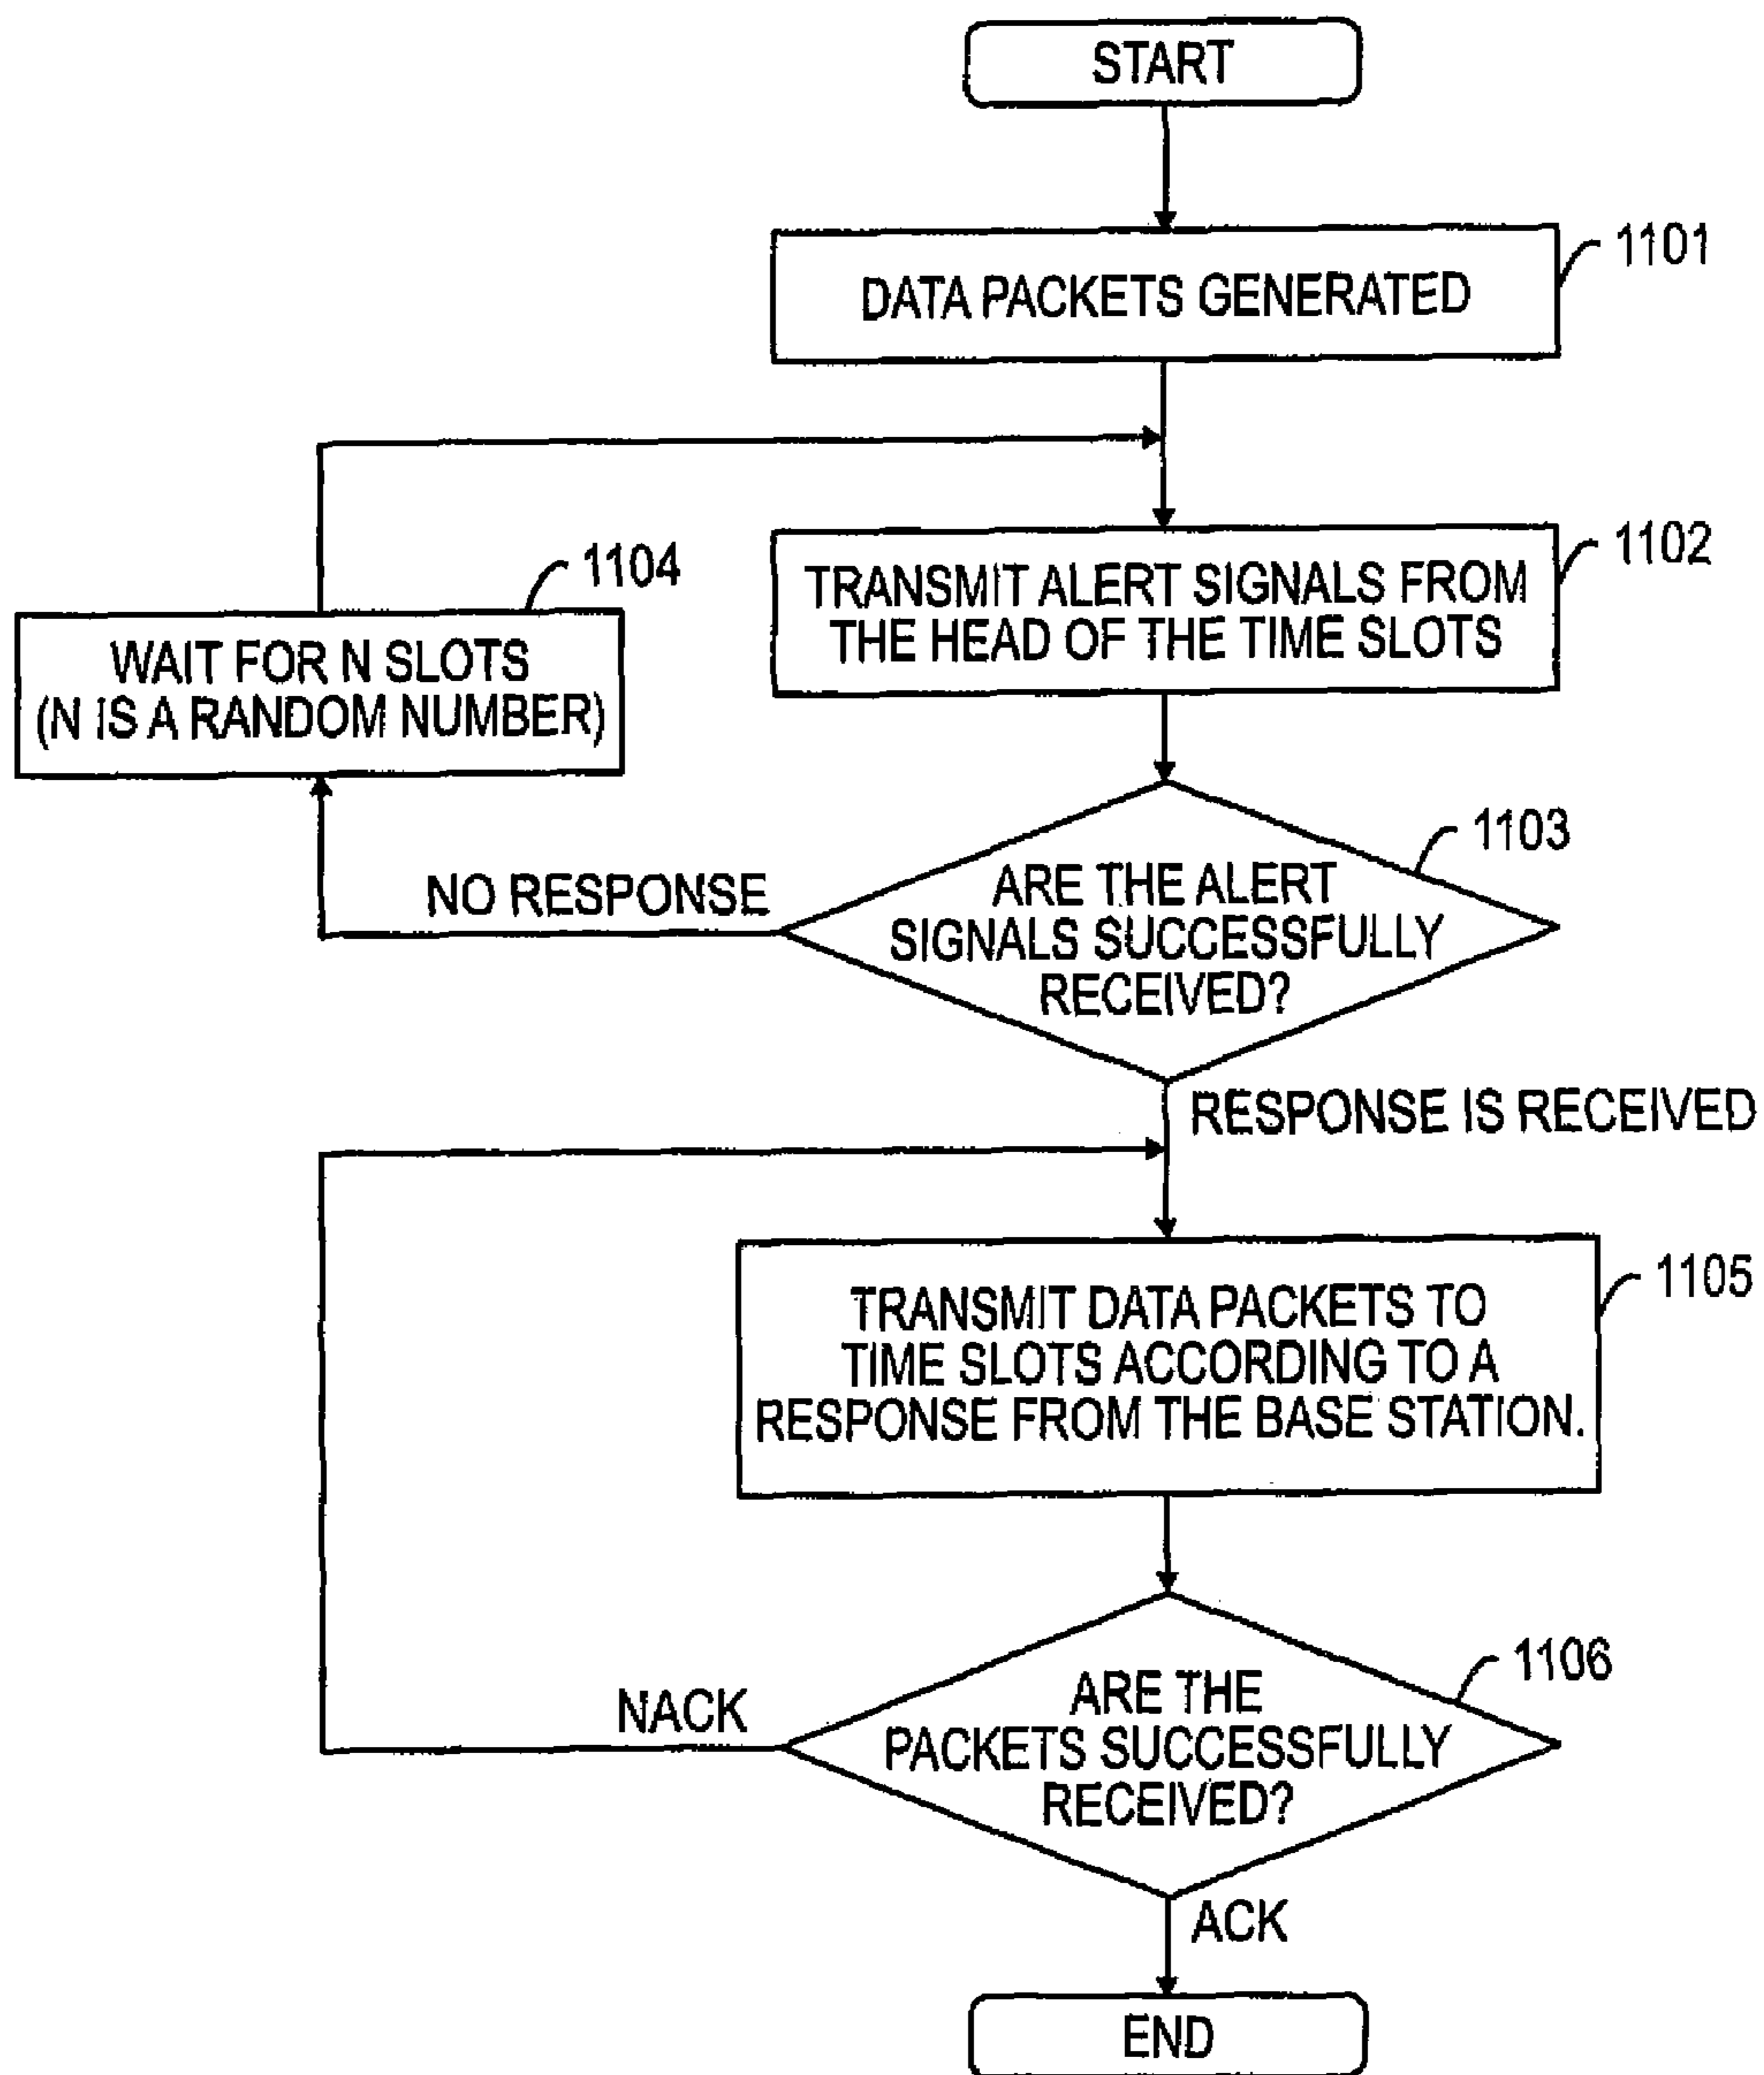 START
1101
DATA PACKETS GENERATED
1102
TRANSMIT ALERT SIGNALS FROM
THE HEAD OF THE TIME SLOTS
1104
WAIT FOR N SLOTS
(N IS A RANDOM NUMBER)
1103
ARE THE ALERT
SIGNALS SUCCESSFULLY
RECEIVED?
NO RESPONSE
RESPONSE IS RECEIVED
1105
TRANSMIT DATA PACKETS TO
TIME SLOTS ACCORDING TO A
RESPONSE FROM THE BASE STATION.
1106
ARE THE
PACKETS SUCCESSFULLY
RECEIVED?
NACK
ACK
END